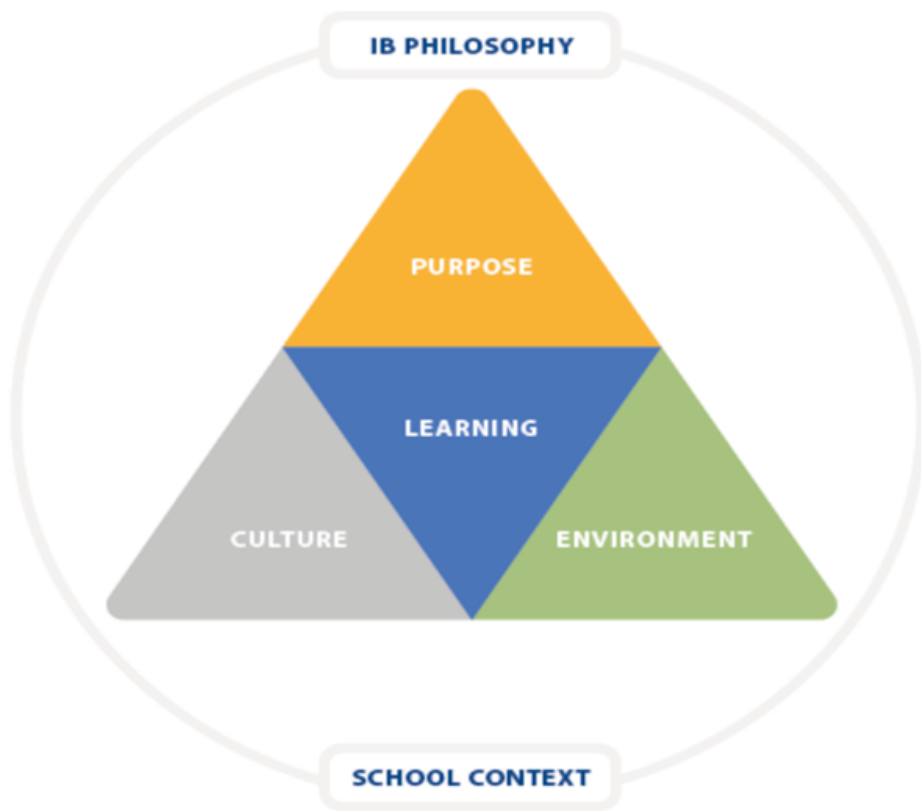 IB PHILOSOPHY
PURPOSE
LEARNING
CULTURE
ENVIRONMENT
SCHOOL CONTEXT